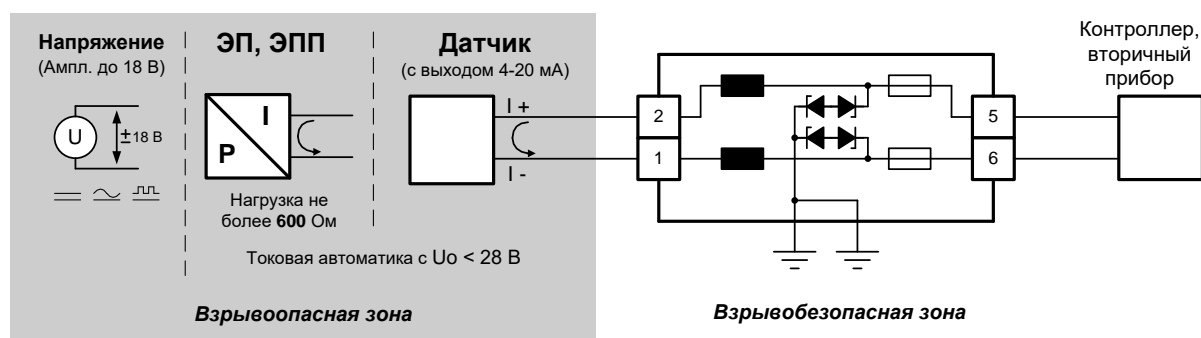 Напряжение
(Ампл. до 18 В)
U
±18 В
ЭП, ЭПП
I
P
Нагрузка не
более 600 Ом
Датчик
(с выходом 4-20 мА)
I +
I -
Токовая автоматика с Uo < 28 В
Взрывоопасная зона
2
1
5
6
Контроллер,
вторичный
прибор
Взрывобезопасная зона